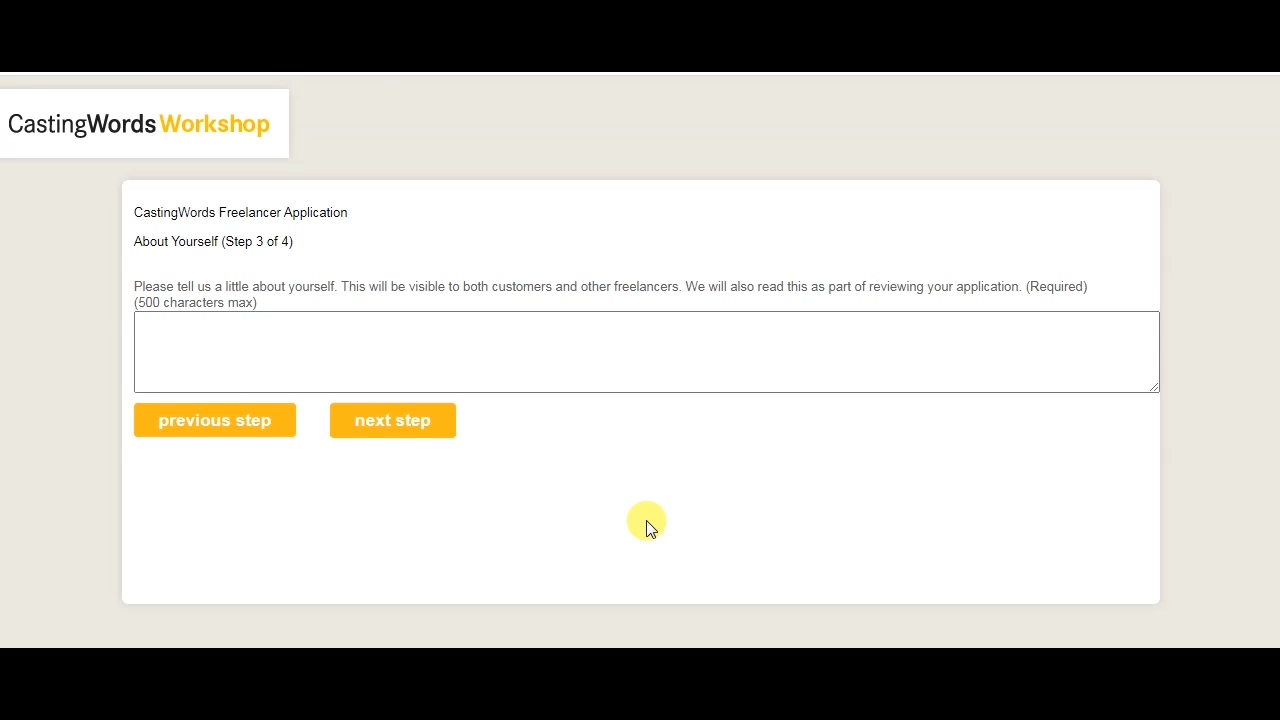 CastingWords Workshop
CastingWords Freelancer Application
About Yourself (Step 3 of 4)
Please tell us a little about yourself. This will be visible to both customers and other freelancers. We will also read this as part of reviewing your application. (Required)
(500 characters max)
previous step next step